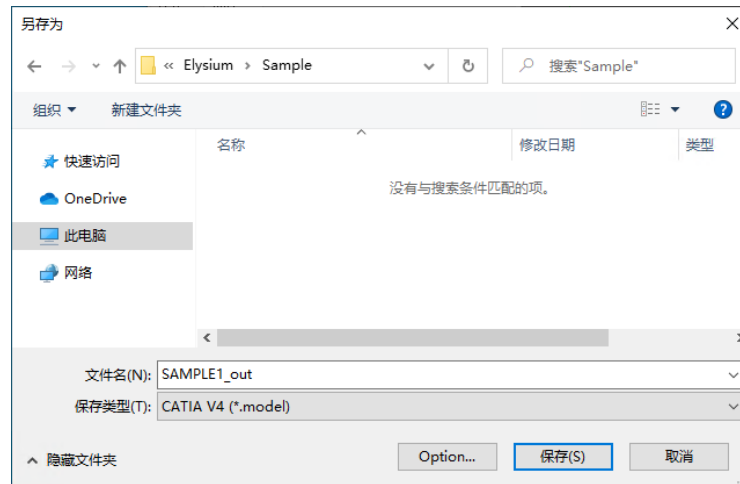 另存为
« Elysium › Sample
搜索"Sample"
组织 新建文件夹
名称 修改日期 类型
快速访问
没有与搜索条件匹配的项。
OneDrive
此电脑
网络
文件名(N): SAMPLE1_out
保存类型(T): CATIA V4 (*.model)
隐藏文件夹 Option... 保存(S) 取消